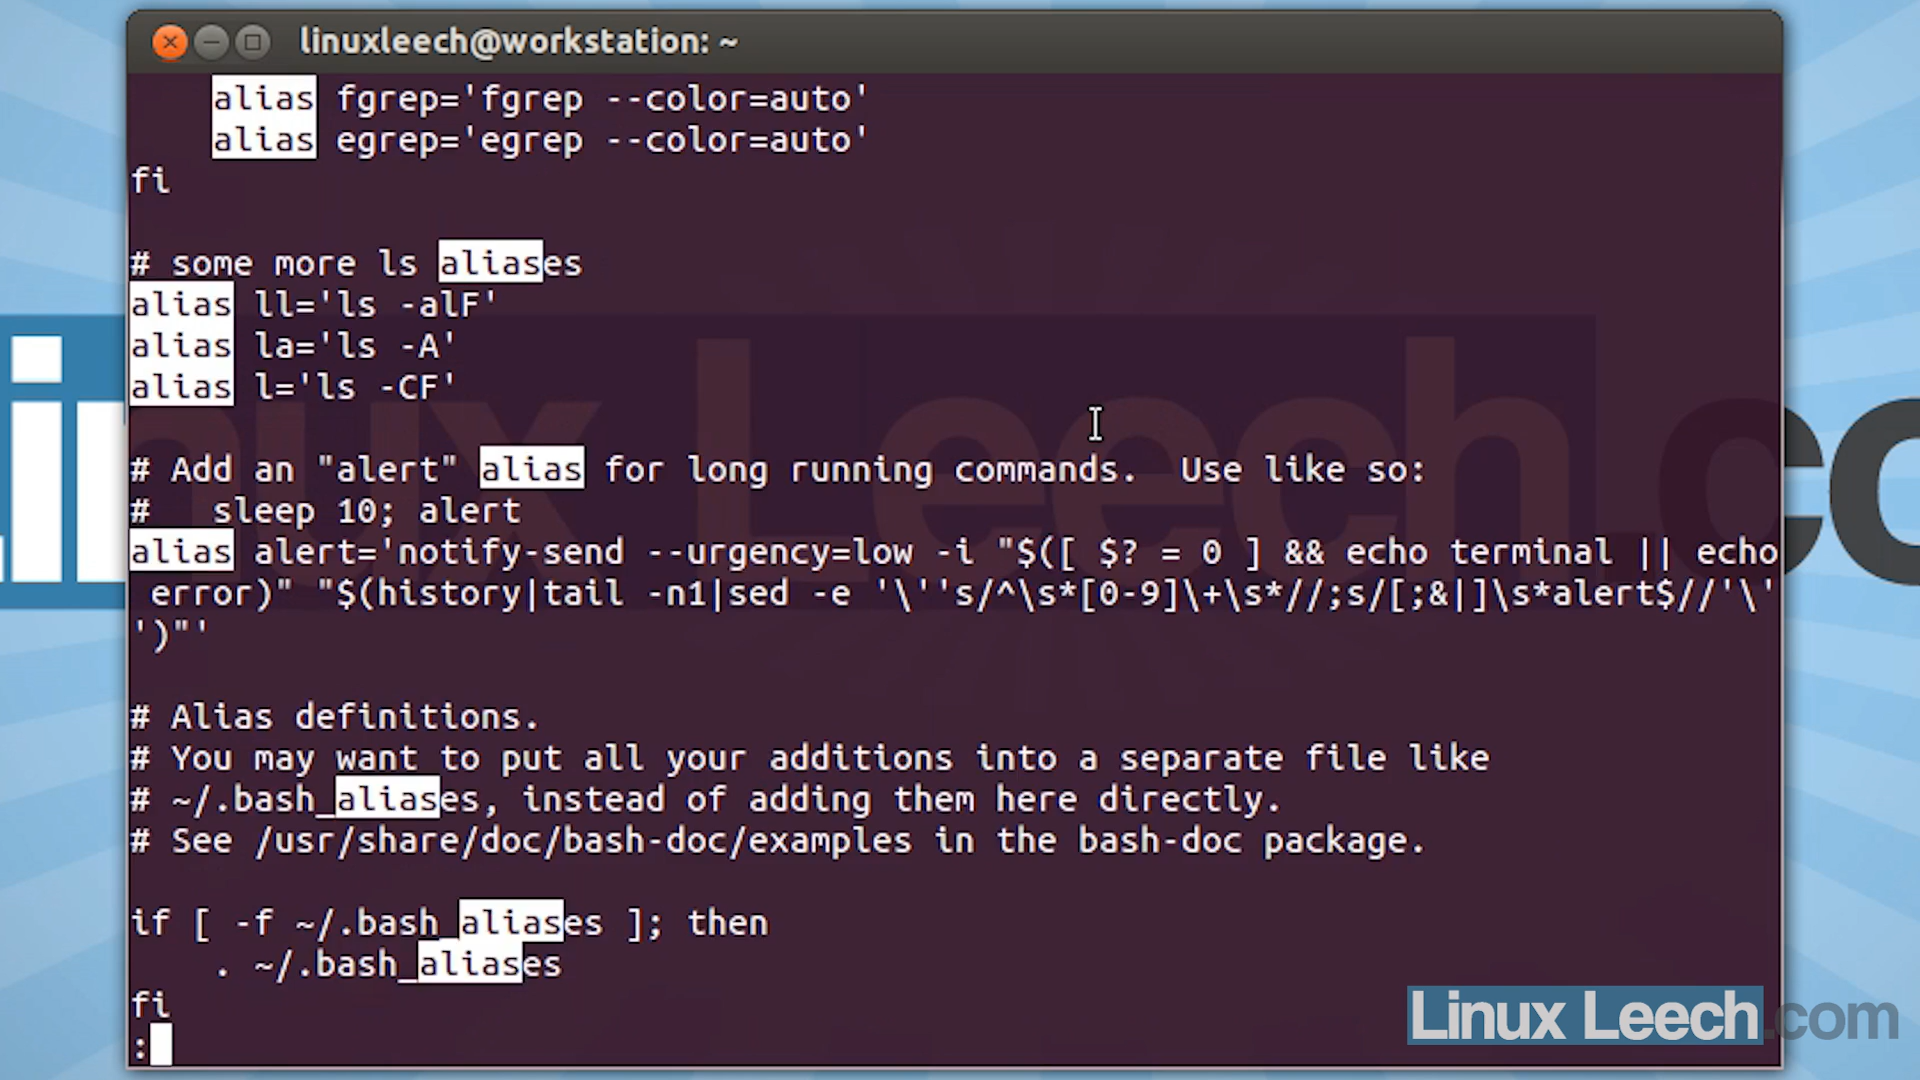 linuxleech@workstation: ~
    alias fgrep='fgrep --color=auto'
    alias egrep='egrep --color=auto'
fi

# some more ls aliases
alias ll='ls -alF'
alias la='ls -A'
alias l='ls -CF'

# Add an "alert" alias for long running commands.  Use like so:
#   sleep 10; alert
alias alert='notify-send --urgency=low -i "$([ $? = 0 ] && echo terminal || echo
 error)" "$(history|tail -n1|sed -e '\''s/^\s*[0-9]\+\s*//;s/[;&|]\s*alert$//'\'
')"'

# Alias definitions.
# You may want to put all your additions into a separate file like
# ~/.bash_aliases, instead of adding them here directly.
# See /usr/share/doc/bash-doc/examples in the bash-doc package.

if [ -f ~/.bash_aliases ]; then
    . ~/.bash_aliases
fi
:
Linux Leech.com